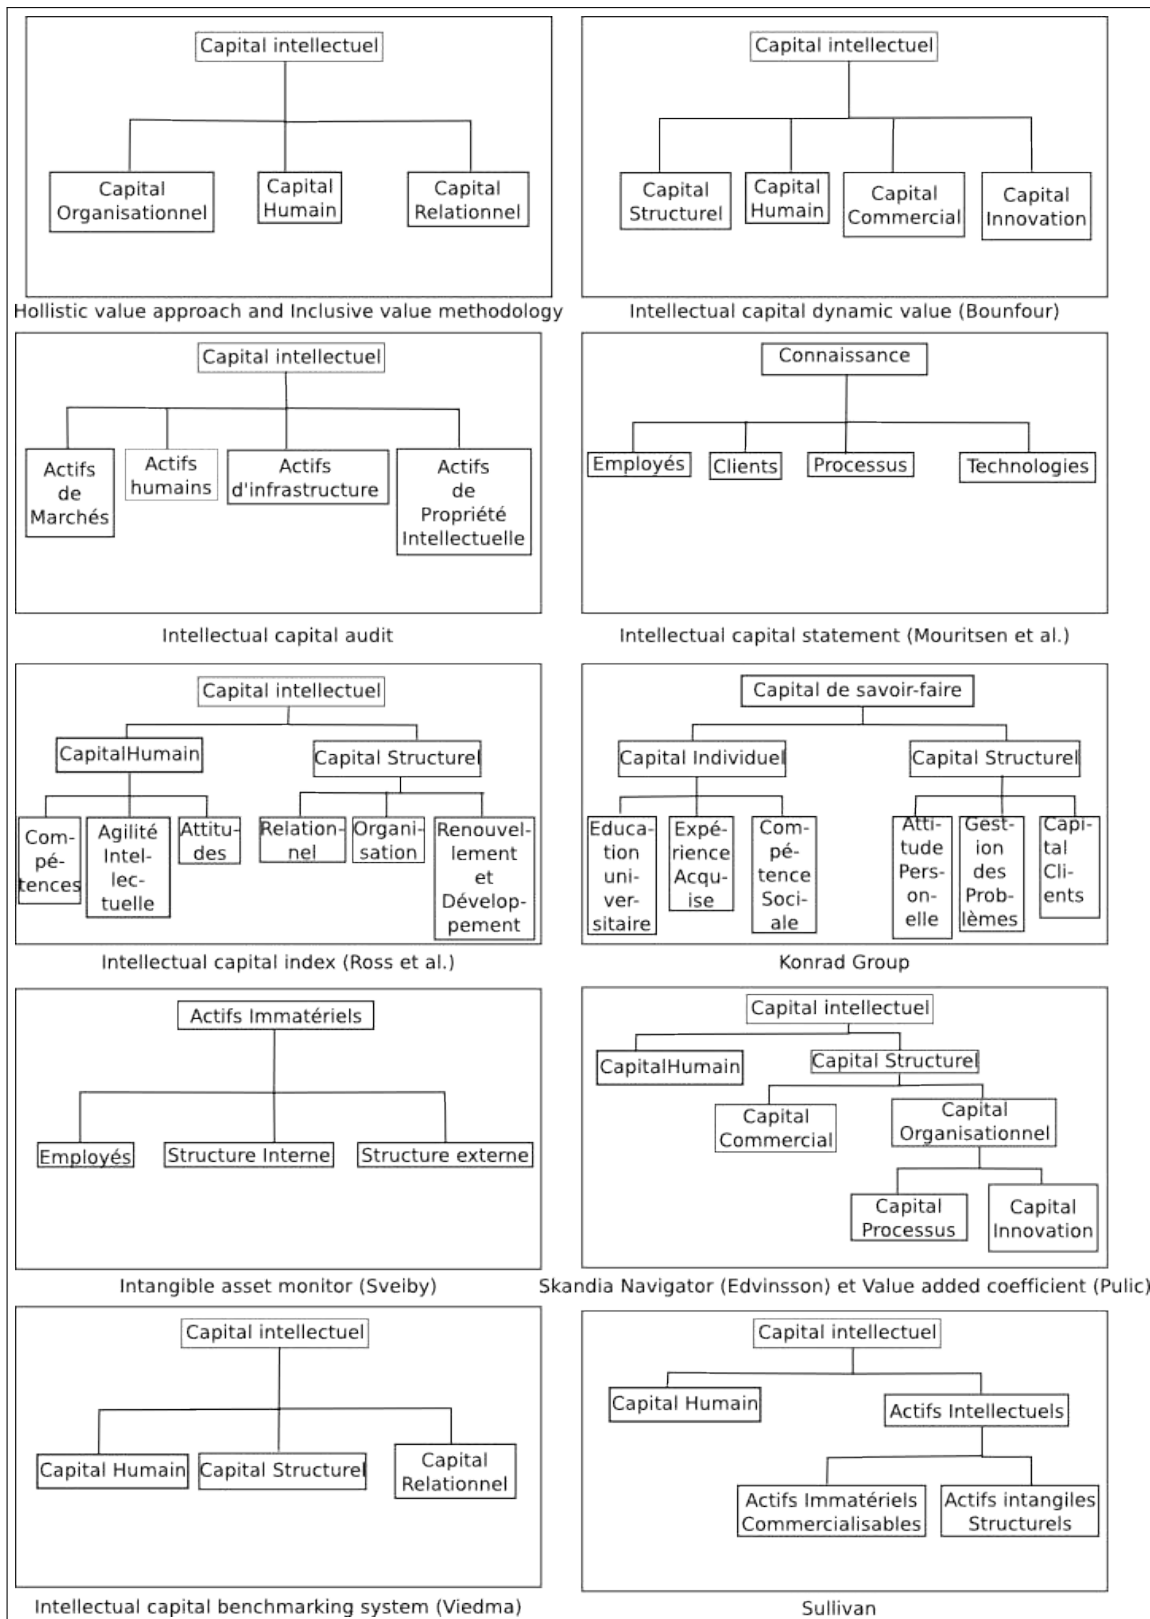 Capital intellectuel
Capital
Organisationnel
Capital
Humain
Capital
Relationnel
Hollistic value approach and Inclusive value methodology
Capital intellectuel
Capital
Structurel
Capital
Humain
Capital
Commercial
Capital
Innovation
Intellectual capital dynamic value (Bounfour)
Capital intellectuel
Actifs
de
Marchés
Actifs
humains
Actifs
d'infrastructure
Actifs
de
Propriété
Intellectuelle
Intellectual capital audit
Connaissance
Employés
Clients
Processus
Technologies
Intellectual capital statement (Mouritsen et al.)
Capital intellectuel
CapitalHumain
Capital Structurel
Com-
pé-
tences
Agilité
Intel-
lec-
tuelle
Attitu-
des
Relation-
nel
Organi-
sation
Renouvel-
lement
et
Dévelop-
pement
Intellectual capital index (Ross et al.)
Capital de savoir-faire
Capital Individuel
Capital Structurel
Educa-
tion
uni-
ver-
sitaire
Expé-
rience
Acqu-
ise
Com-
pé-
tence
Soci-
ale
Atti-
tude
Pers-
on-
elle
Gest-
ion
des
Prob-
lèmes
Capi-
tal
Cli-
ents
Konrad Group
Actifs Immatériels
Employés
Structure Interne
Structure externe
Intangible asset monitor (Sveiby)
Capital intellectuel
CapitalHumain
Capital Structurel
Capital
Commercial
Capital
Organisationnel
Capital
Processus
Capital
Innovation
Skandia Navigator (Edvinsson) et Value added coefficient (Pulic)
Capital intellectuel
Capital Humain
Capital Structurel
Capital
Relationnel
Intellectual capital benchmarking system (Viedma)
Capital intellectuel
Capital Humain
Actifs Intellectuels
Actifs Immatériels
Commercialisables
Actifs intangiles
Structurels
Sullivan